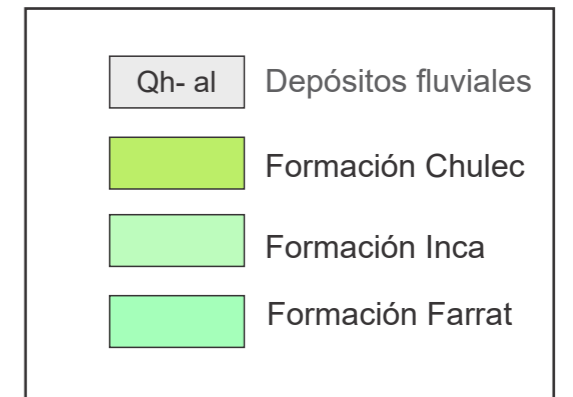 Qh- al Depósitos fluviales
Formación Chulec
Formación Inca
Formación Farrat